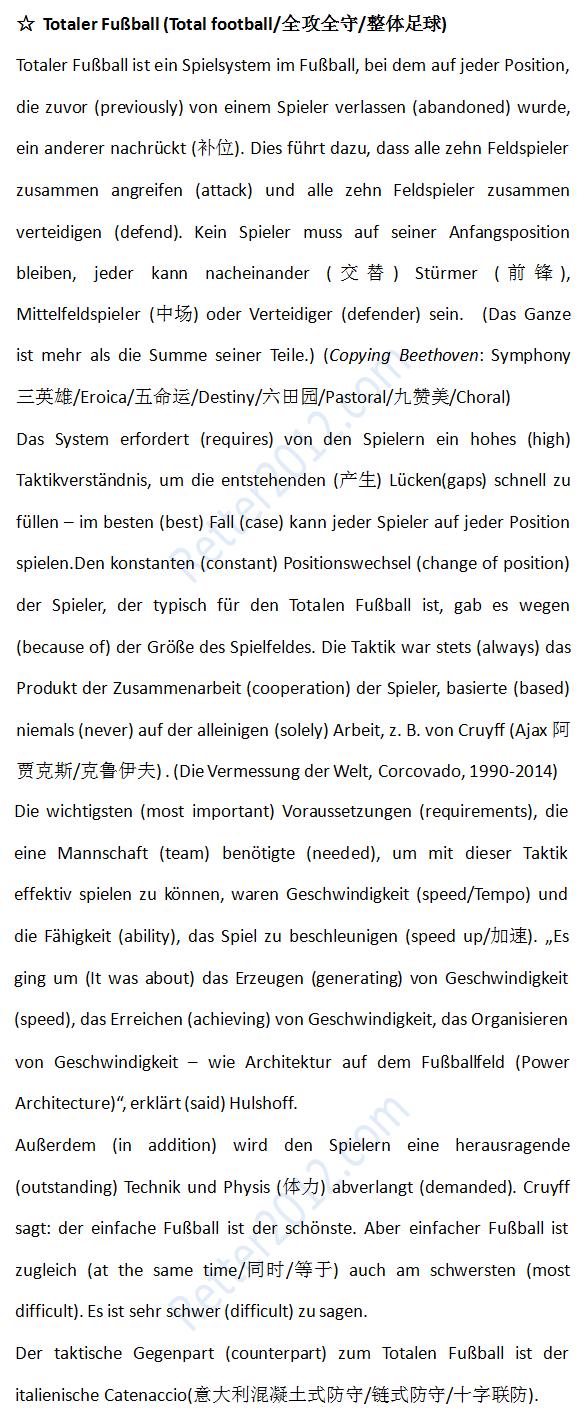 ☆ Totaler Fußball (Total football/全攻全守/整体足球)
Totaler Fußball ist ein Spielsystem im Fußball, bei dem auf jeder Position,
die zuvor (previously) von einem Spieler verlassen (abandoned) wurde,
ein anderer nachrückt (补位). Dies führt dazu, dass alle zehn Feldspieler
zusammen angreifen (attack) und alle zehn Feldspieler zusammen
verteidigen (defend). Kein Spieler muss auf seiner Anfangsposition
bleiben, jeder kann nacheinander (交替) Stürmer (前锋),
Mittelfeldspieler (中场) oder Verteidiger (defender) sein. (Das Ganze
ist mehr als die Summe seiner Teile.) (Copying Beethoven: Symphony
三英雄/Eroica/五命运/Destiny/六田园/Pastoral/九赞美/Choral)
Das System erfordert (requires) von den Spielern ein hohes (high)
Taktikverständnis, um die entstehenden (产生) Lücken(gaps) schnell zu
füllen – im besten (best) Fall (case) kann jeder Spieler auf jeder Position
spielen.Den konstanten (constant) Positionswechsel (change of position)
der Spieler, der typisch für den Totalen Fußball ist, gab es wegen
(because of) der Größe des Spielfeldes. Die Taktik war stets (always) das
Produkt der Zusammenarbeit (cooperation) der Spieler, basierte (based)
niemals (never) auf der alleinigen (solely) Arbeit, z. B. von Cruyff (Ajax 阿
贾克斯/克鲁伊夫) . (Die Vermessung der Welt, Corcovado, 1990-2014)
Die wichtigsten (most important) Voraussetzungen (requirements), die
eine Mannschaft (team) benötigte (needed), um mit dieser Taktik
effektiv spielen zu können, waren Geschwindigkeit (speed/Tempo) und
die Fähigkeit (ability), das Spiel zu beschleunigen (speed up/加速). „Es
ging um (It was about) das Erzeugen (generating) von Geschwindigkeit
(speed), das Erreichen (achieving) von Geschwindigkeit, das Organisieren
von Geschwindigkeit – wie Architektur auf dem Fußballfeld (Power
Architecture)“, erklärt (said) Hulshoff.
Außerdem (in addition) wird den Spielern eine herausragende
(outstanding) Technik und Physis (体力) abverlangt (demanded). Cruyff
sagt: der einfache Fußball ist der schönste. Aber einfacher Fußball ist
zugleich (at the same time/同时/等于) auch am schwersten (most
difficult). Es ist sehr schwer (difficult) zu sagen.
Der taktische Gegenpart (counterpart) zum Totalen Fußball ist der
italienische Catenaccio(意大利混凝土式防守/链式防守/十字联防).
Retter2012.com
Retter2012.com